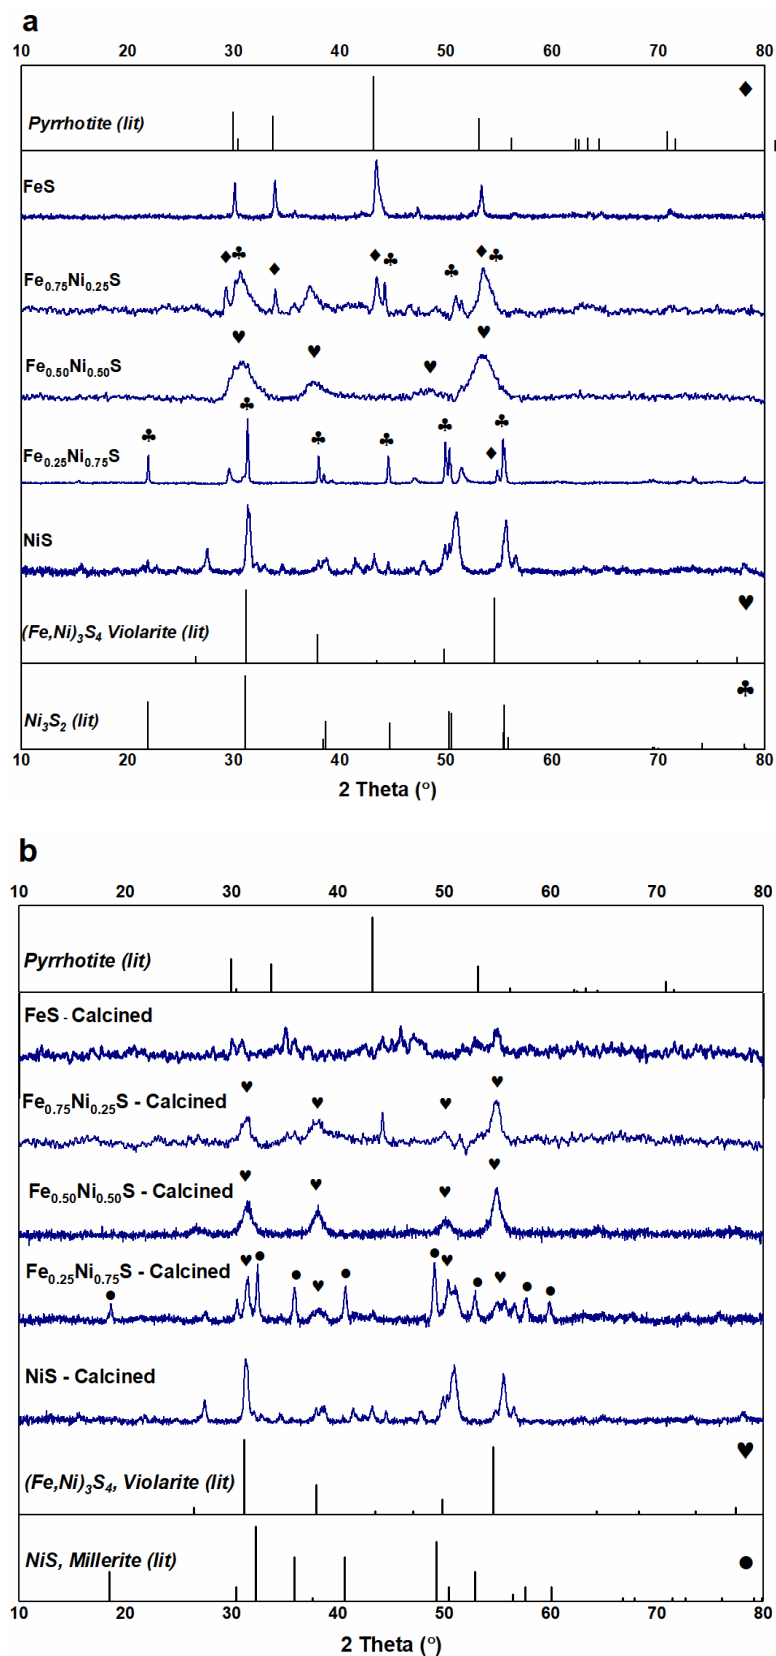 a
10 20 30 40 50 60 70 80
Pyrrhotite (lit)
FeS
Fe0.75Ni0.25S
Fe0.50Ni0.50S
Fe0.25Ni0.75S
NiS
(Fe,Ni)3S4 Violarite (lit)
Ni3S2 (lit)
10 20 30 40 50 60 70 80
2 Theta (°)
b
10 20 30 40 50 60 70 80
Pyrrhotite (lit)
FeS - Calcined
Fe0.75Ni0.25S - Calcined
Fe0.50Ni0.50S - Calcined
Fe0.25Ni0.75S - Calcined
NiS - Calcined
(Fe,Ni)3S4, Violarite (lit)
NiS, Millerite (lit)
10 20 30 40 50 60 70 80
2 Theta (°)